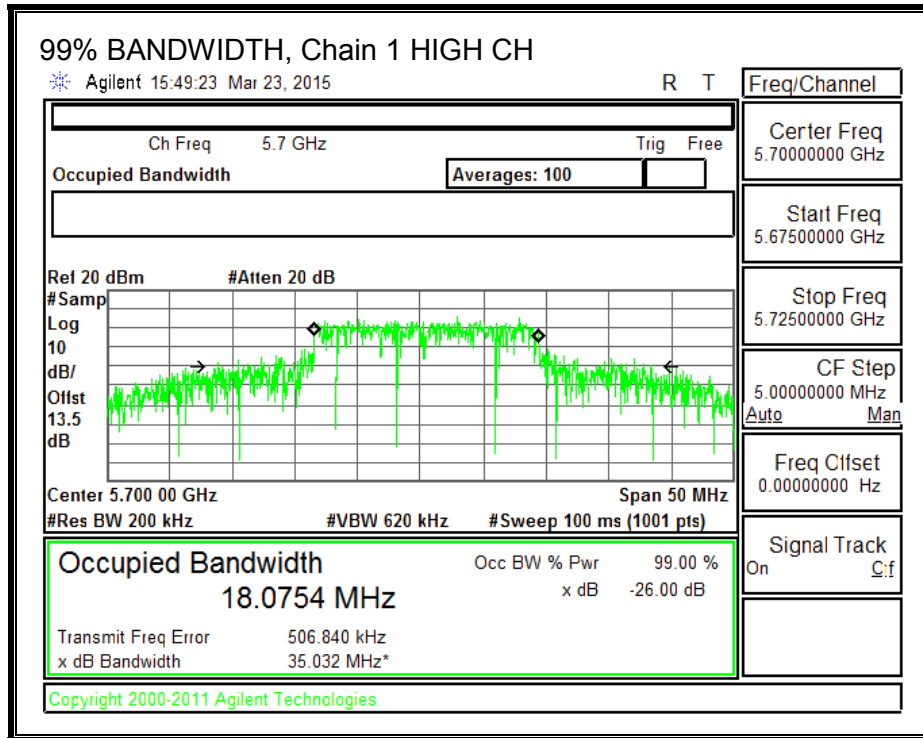 99% BANDWIDTH, Chain 1 HIGH CH
Agilent 15:49:23 Mar 23, 2015 R T
Freq/Channel
Ch Freq 5.7 GHz Trig Free
Occupied Bandwidth Averages: 100
Center Freq
5.70000000 GHz
Start Freq
5.67500000 GHz
Stop Freq
5.72500000 GHz
CF Step
5.00000000 MHz
Auto Man
Freq Offset
0.00000000 Hz
Signal Track
On Off
Ref 20 dBm #Atten 20 dB
#Samp
Log
10
dB/
Offst
13.5
dB
Center 5.700 00 GHz Span 50 MHz
#Res BW 200 kHz #VBW 620 kHz #Sweep 100 ms (1001 pts)
Occupied Bandwidth
18.0754 MHz
Occ BW % Pwr 99.00 %
x dB -26.00 dB
Transmit Freq Error 506.840 kHz
x dB Bandwidth 35.032 MHz*
Copyright 2000-2011 Agilent Technologies